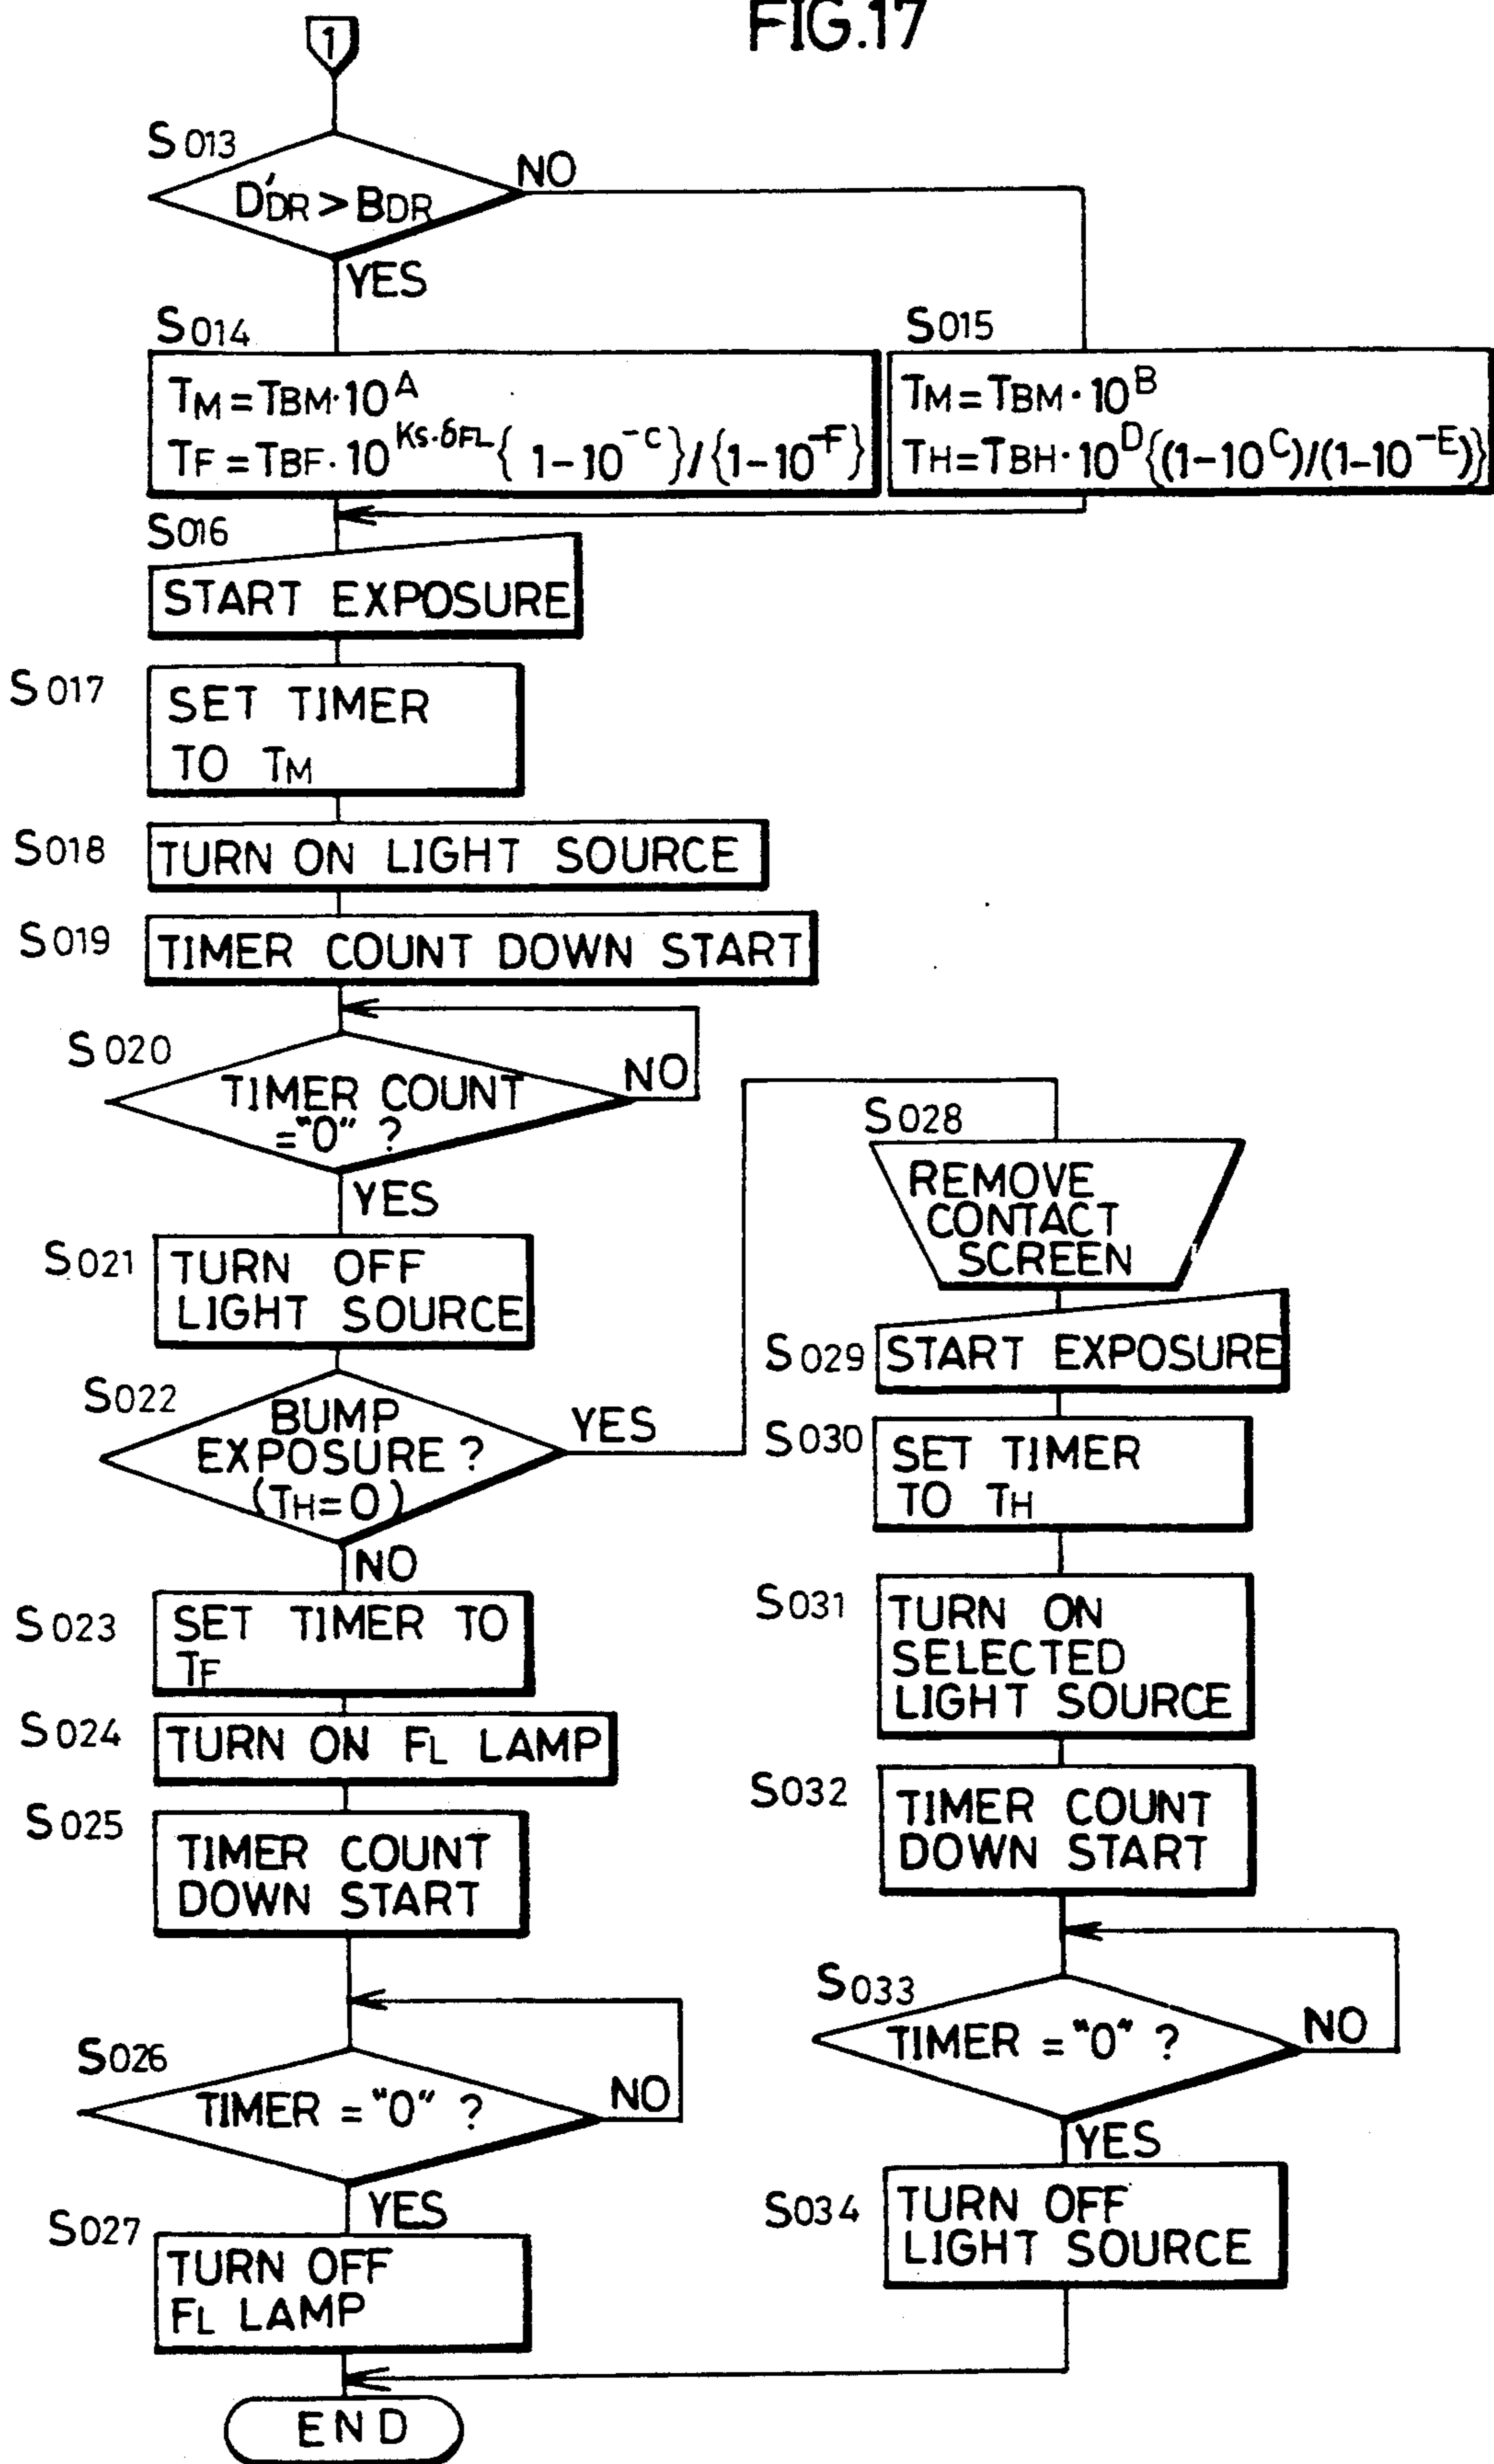 FIG.17
1
S013
D'DR > BDR
NO
YES
S014
TM = TBM·10^A
TF = TBF·10^Ks·δFL{1-10^-C}/{1-10^-F}
S015
TM = TBM·10^B
TH = TBH·10^D{(1-10^C)/(1-10^-E)}
S016
START EXPOSURE
S017
SET TIMER
TO TM
S018
TURN ON LIGHT SOURCE
S019
TIMER COUNT DOWN START
S020
TIMER COUNT
="0" ?
NO
YES
S021
TURN OFF
LIGHT SOURCE
S022
BUMP
EXPOSURE ?
(TH=0)
YES
NO
S023
SET TIMER TO
TF
S024
TURN ON FL LAMP
S025
TIMER COUNT
DOWN START
S026
TIMER = "0" ?
NO
YES
S027
TURN OFF
FL LAMP
S028
REMOVE
CONTACT
SCREEN
S029
START EXPOSURE
S030
SET TIMER
TO TH
S031
TURN ON
SELECTED
LIGHT SOURCE
S032
TIMER COUNT
DOWN START
S033
TIMER = "0" ?
NO
YES
S034
TURN OFF
LIGHT SOURCE
END